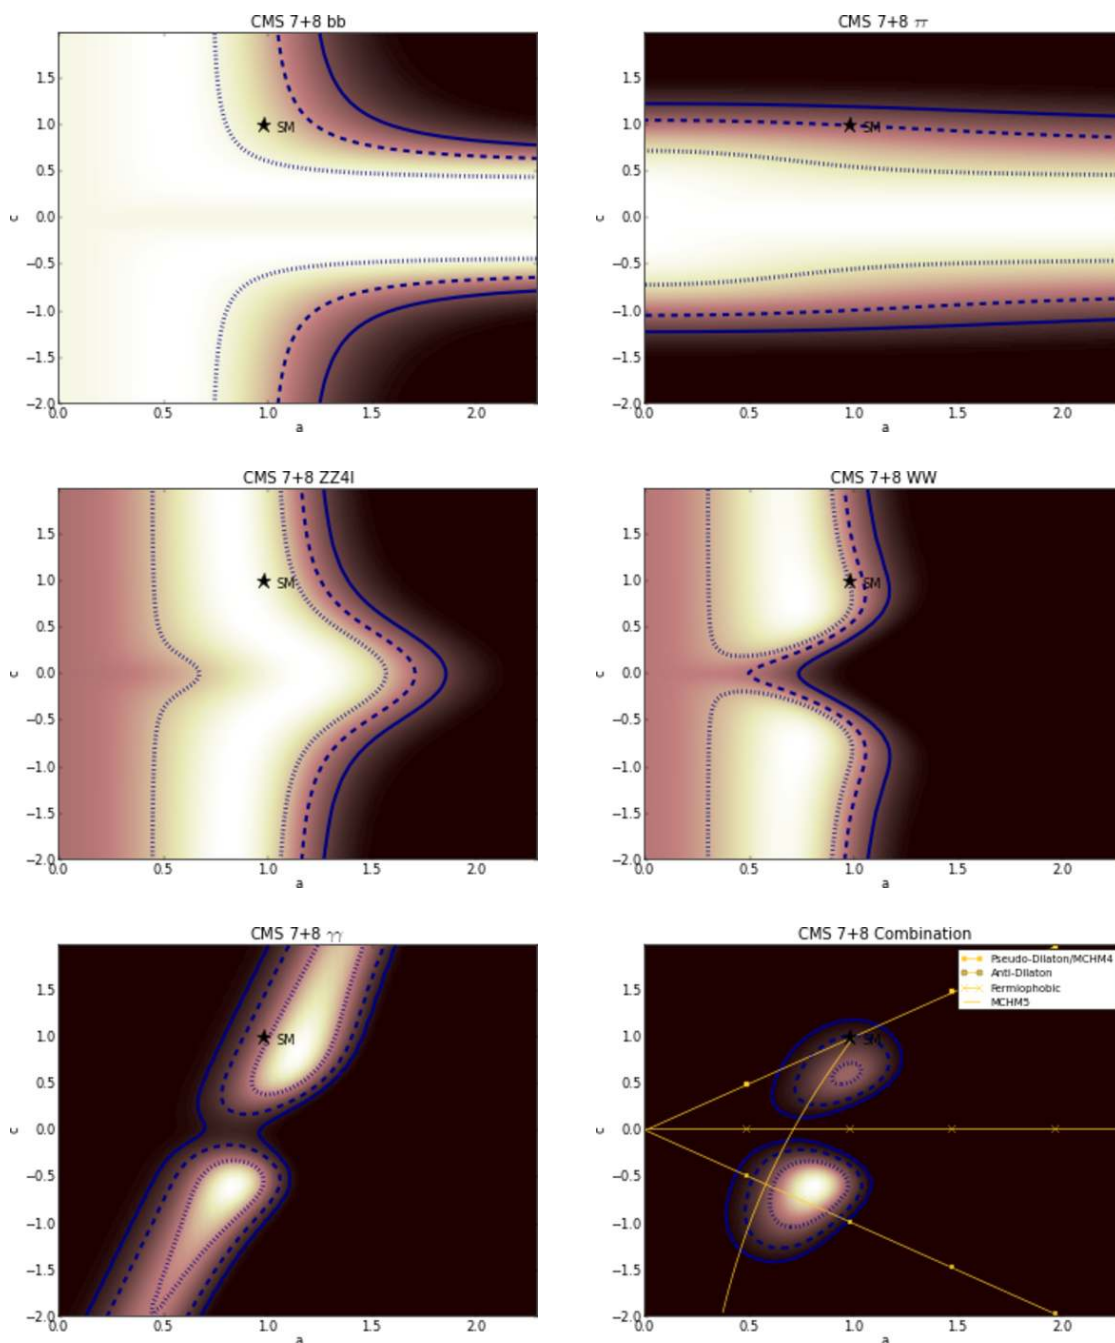 CMS 7+8 bb
1.5
1.0
0.5
0.0
−0.5
−1.0
−1.5
−2.0
0.0 0.5 1.0 1.5 2.0
a
c
SM
CMS 7+8 ττ
1.5
1.0
0.5
0.0
−0.5
−1.0
−1.5
−2.0
0.0 0.5 1.0 1.5 2.0
a
c
SM
CMS 7+8 ZZ4l
1.5
1.0
0.5
0.0
−0.5
−1.0
−1.5
−2.0
0.0 0.5 1.0 1.5 2.0
a
c
SM
CMS 7+8 WW
1.5
1.0
0.5
0.0
−0.5
−1.0
−1.5
−2.0
0.0 0.5 1.0 1.5 2.0
a
c
SM
CMS 7+8 γγ
1.5
1.0
0.5
0.0
−0.5
−1.0
−1.5
−2.0
0.0 0.5 1.0 1.5 2.0
a
c
SM
CMS 7+8 Combination
Pseudo-Dilaton/MCHM4
Anti-Dilaton
Fermiophobic
MCHM5
1.5
1.0
0.5
0.0
−0.5
−1.0
−1.5
−2.0
0.0 0.5 1.0 1.5 2.0
a
c
SM